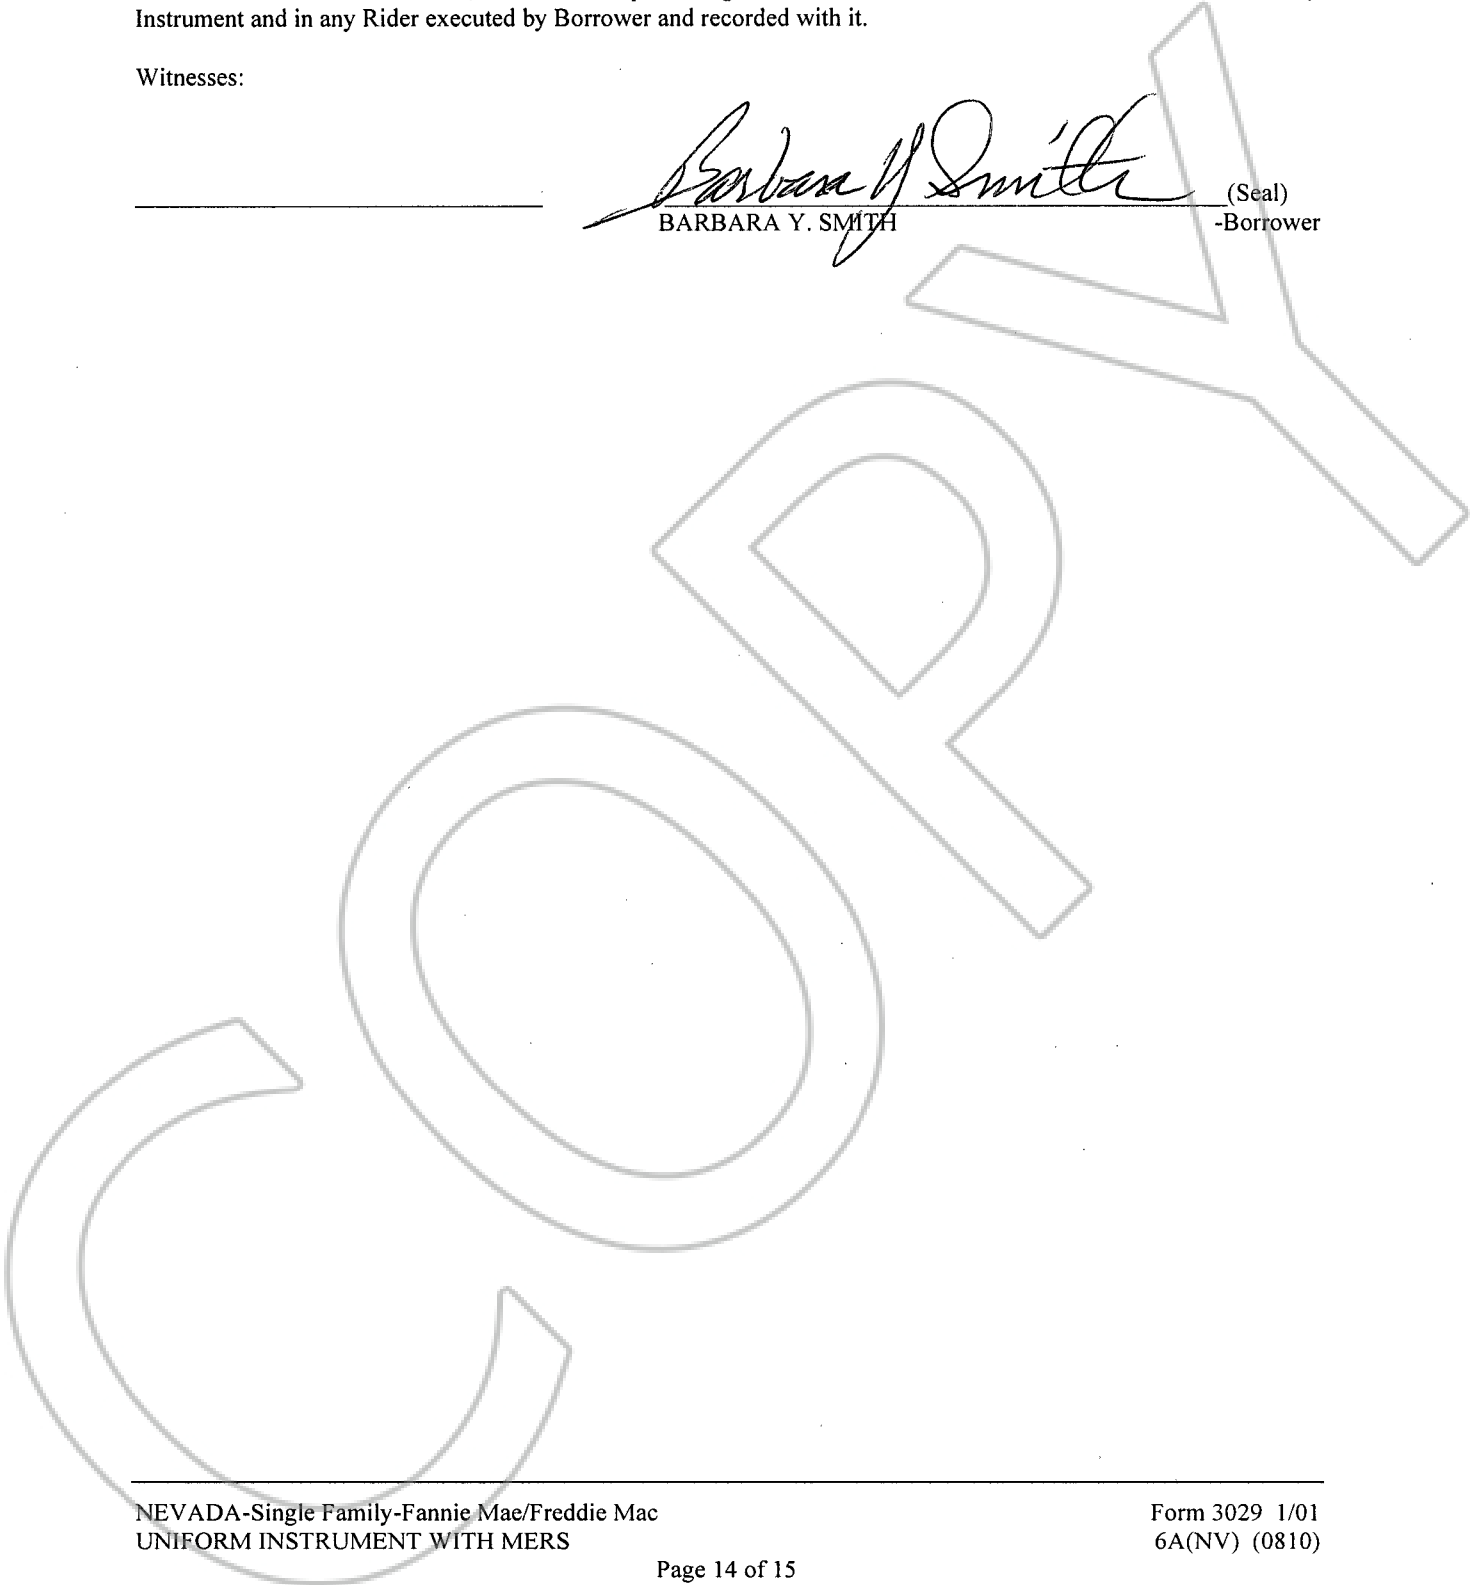 Instrument and in any Rider executed by Borrower and recorded with it.
Witnesses:
Barbara Y Smith
(Seal)
BARBARA Y. SMITH -Borrower
COPY
NEVADA-Single Family-Fannie Mae/Freddie Mac Form 3029 1/01
UNIFORM INSTRUMENT WITH MERS 6A(NV) (0810)
Page 14 of 15